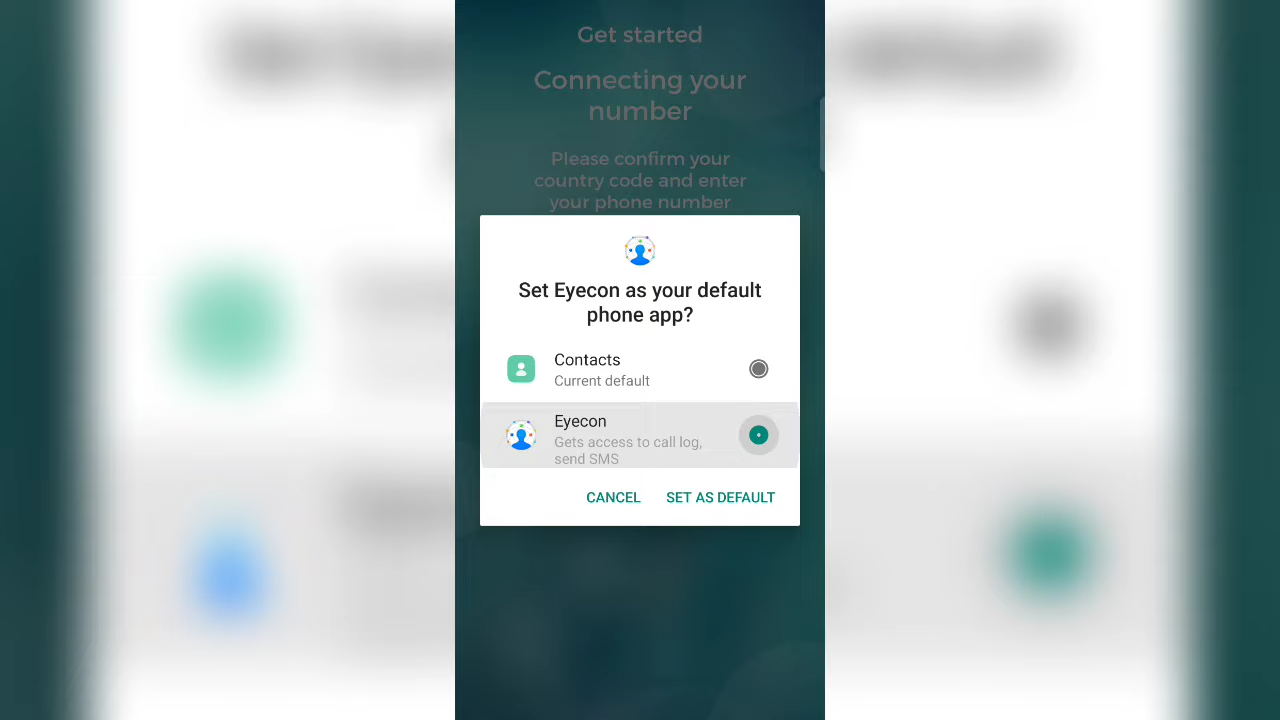 Get started
Connecting your
number
Please confirm your
country code and enter
your phone number
Set Eyecon as your default
phone app?
Contacts
Current default
Eyecon
Gets access to call log,
send SMS
CANCEL SET AS DEFAULT